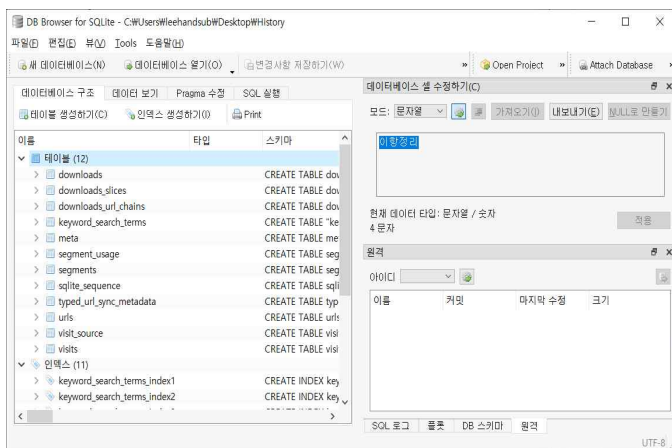 DB Browser for SQLite - C:₩Users₩leehandsub₩Desktop₩History
파일(F) 편집(E) 뷰(V) Tools 도움말(H)
새 데이터베이스(N) 데이터베이스 열기(O) 변경사항 저장하기(W) » Open Project » Attach Database »
데이터베이스 구조 데이터 보기 Pragma 수정 SQL 실행
테이블 생성하기(C) 인덱스 생성하기(I) Print
이름 타입 스키마
테이블 (12)
downloads CREATE TABLE dov
downloads_slices CREATE TABLE dov
downloads_url_chains CREATE TABLE dov
keyword_search_terms CREATE TABLE "ke
meta CREATE TABLE me
segment_usage CREATE TABLE seg
segments CREATE TABLE seg
sqlite_sequence CREATE TABLE sqli
typed_url_sync_metadata CREATE TABLE typ
urls CREATE TABLE urls
visit_source CREATE TABLE visi
visits CREATE TABLE visi
인덱스 (11)
keyword_search_terms_index1 CREATE INDEX key
keyword_search_terms_index2 CREATE INDEX key
데이터베이스 셀 수정하기(C)
모드: 문자열 가져오기(I) 내보내기(E) NULL로 만들기
이항정리
현재 데이터 타입: 문자열 / 숫자
4 문자
적용
원격
아이디
이름 커밋 마지막 수정 크기
SQL 로그 플롯 DB 스키마 원격
UTF-8